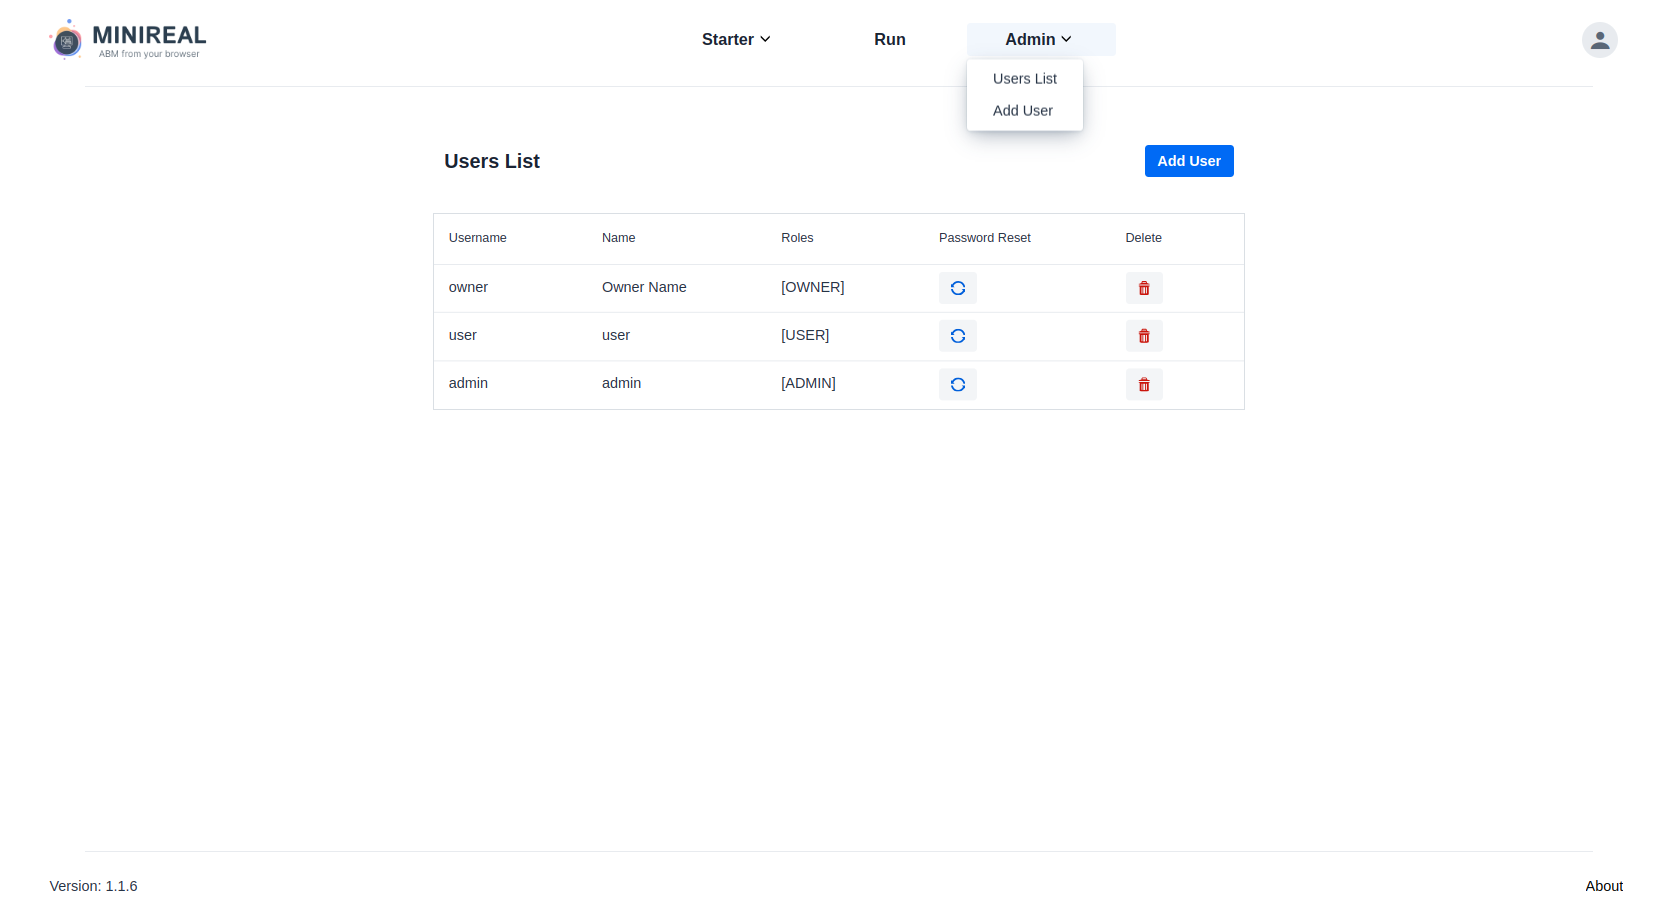 MINIREAL
ABM from your browser
Starter
Run
Admin
Users List
Add User
Users List
Add User
Username Name Roles Password Reset Delete
owner Owner Name [OWNER]
user user [USER]
admin admin [ADMIN]
Version: 1.1.6
About